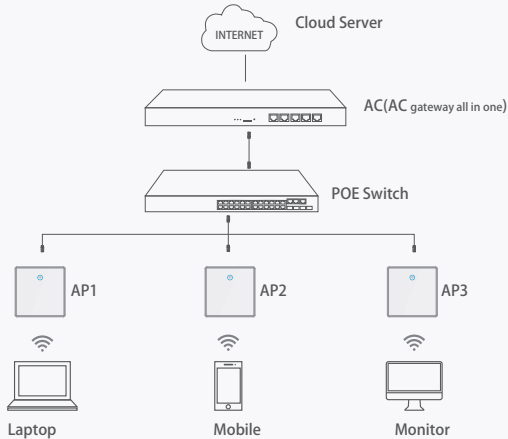 Cloud Server
INTERNET
AC(AC gateway all in one)
POE Switch
AP1
AP2
AP3
Laptop
Mobile
Monitor